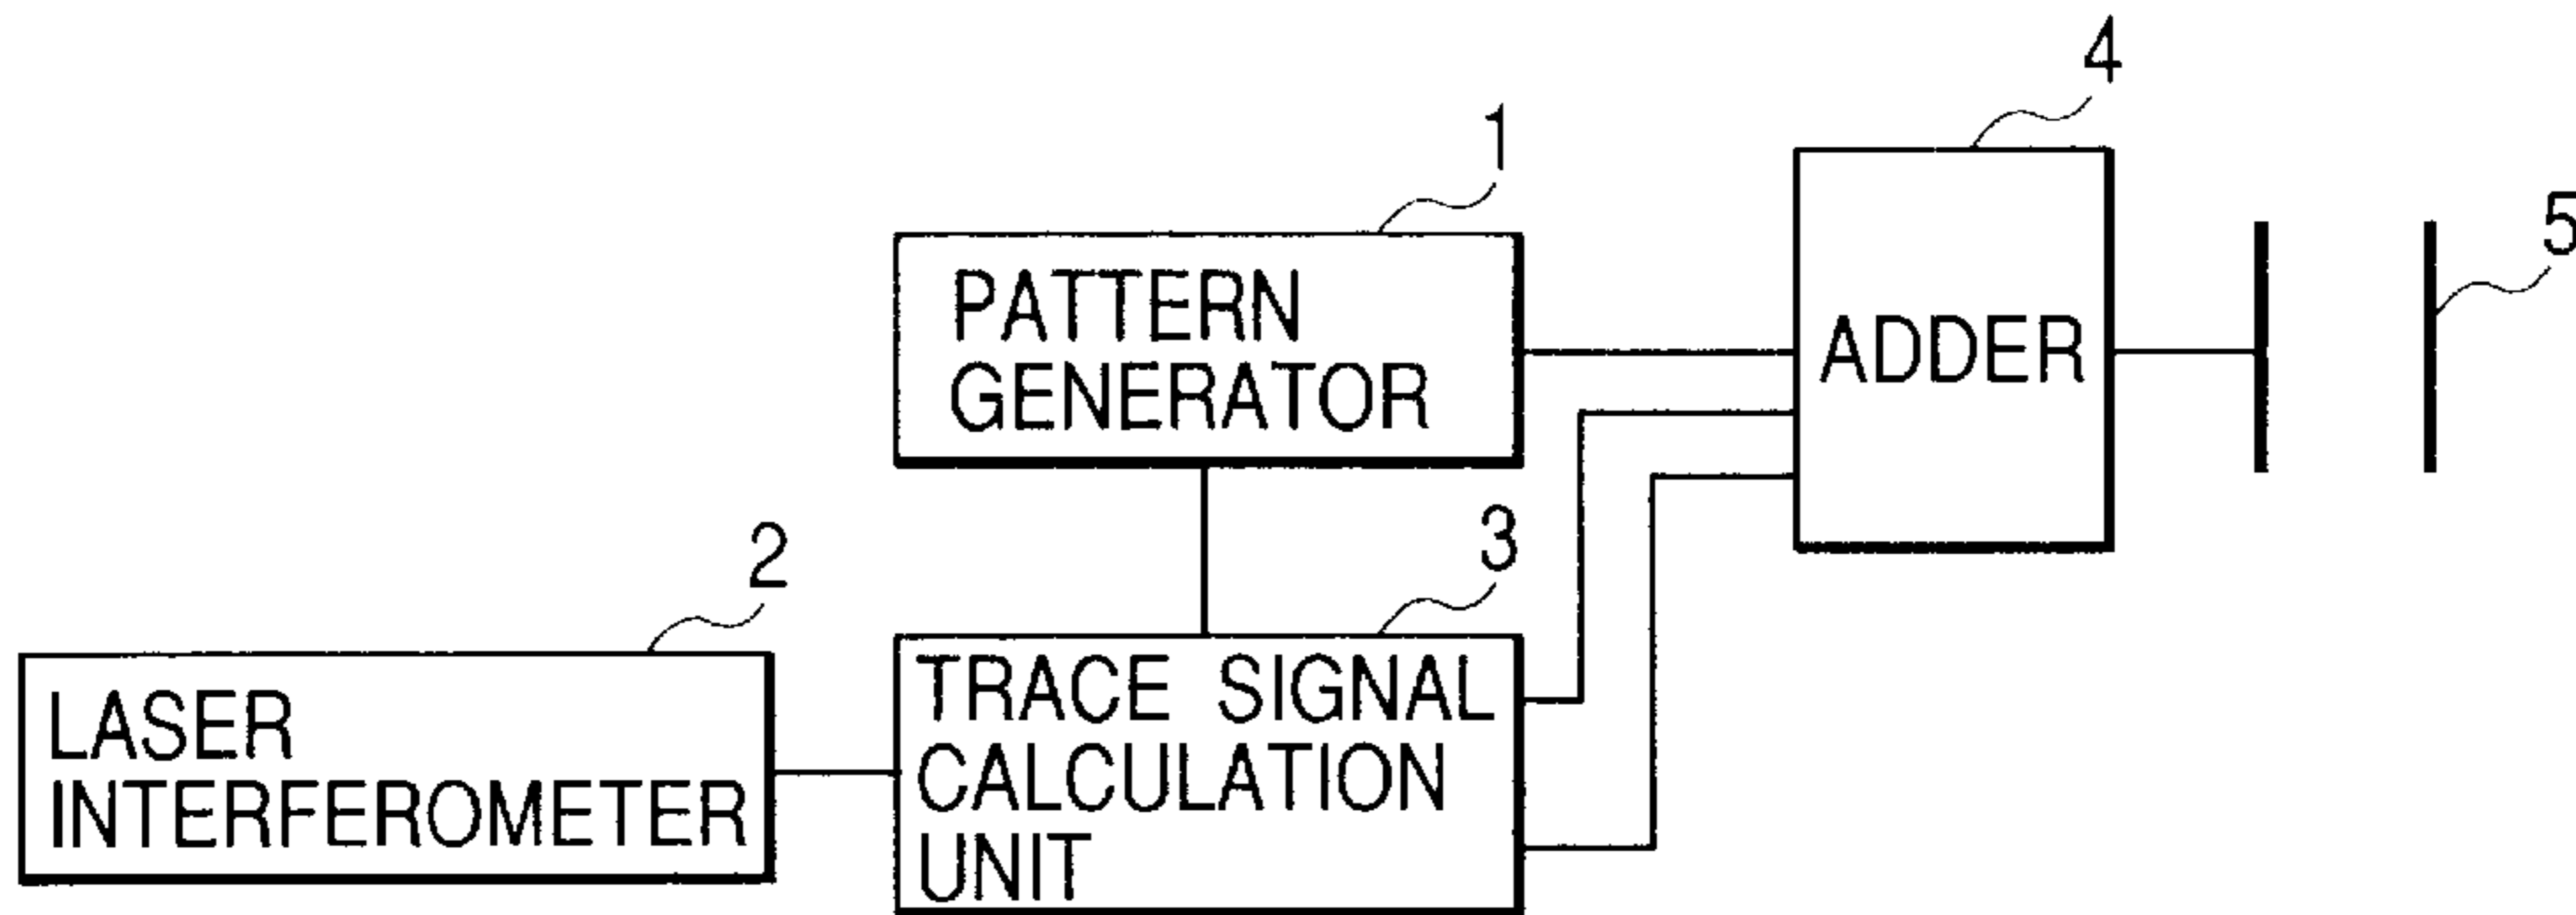 4
1
5
PATTERN
GENERATOR
ADDER
2
3
LASER
INTERFEROMETER
TRACE SIGNAL
CALCULATION
UNIT